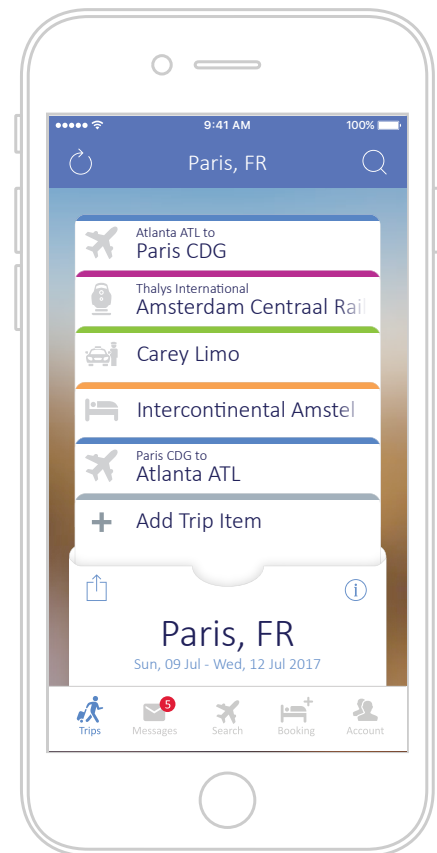 9:41 AM
100%
Paris, FR
Atlanta ATL to
Paris CDG
Thalys International
Amsterdam Centraal Rail
Carey Limo
Intercontinental Amstel
Paris CDG to
Atlanta ATL
Add Trip Item
Paris, FR
Sun, 09 Jul - Wed, 12 Jul 2017
5
Trips
Messages
Search
Booking
Account